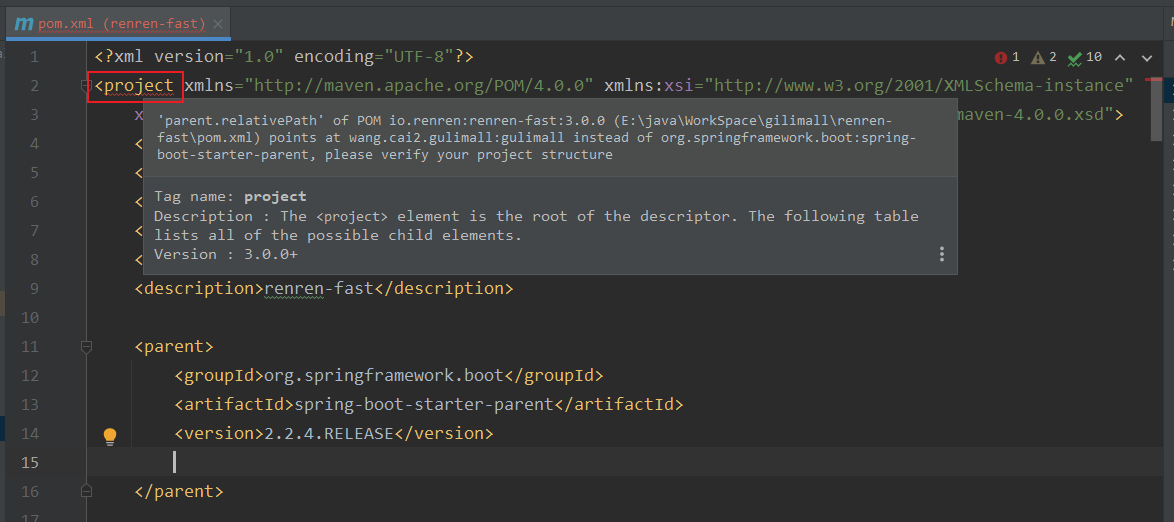 pom.xml (renren-fast)
1 <?xml version="1.0" encoding="UTF-8"?>
1 2 10
2 <project xmlns="http://maven.apache.org/POM/4.0.0" xmlns:xsi="http://www.w3.org/2001/XMLSchema-instance"
3 x maven-4.0.0.xsd">
'parent.relativePath' of POM io.renren:renren-fast:3.0.0 (E:\java\WorkSpace\gilimall\renren-
fast\pom.xml) points at wang.cai2.gulimall:gulimall instead of org.springframework.boot:spring-
boot-starter-parent, please verify your project structure
Tag name: project
Description : The <project> element is the root of the descriptor. The following table
lists all of the possible child elements.
Version : 3.0.0+
4 <
5 <
6 <
7 <
8 <
9 <description>renren-fast</description>
10
11 <parent>
12 <groupId>org.springframework.boot</groupId>
13 <artifactId>spring-boot-starter-parent</artifactId>
14 <version>2.2.4.RELEASE</version>
15
16 </parent>
17